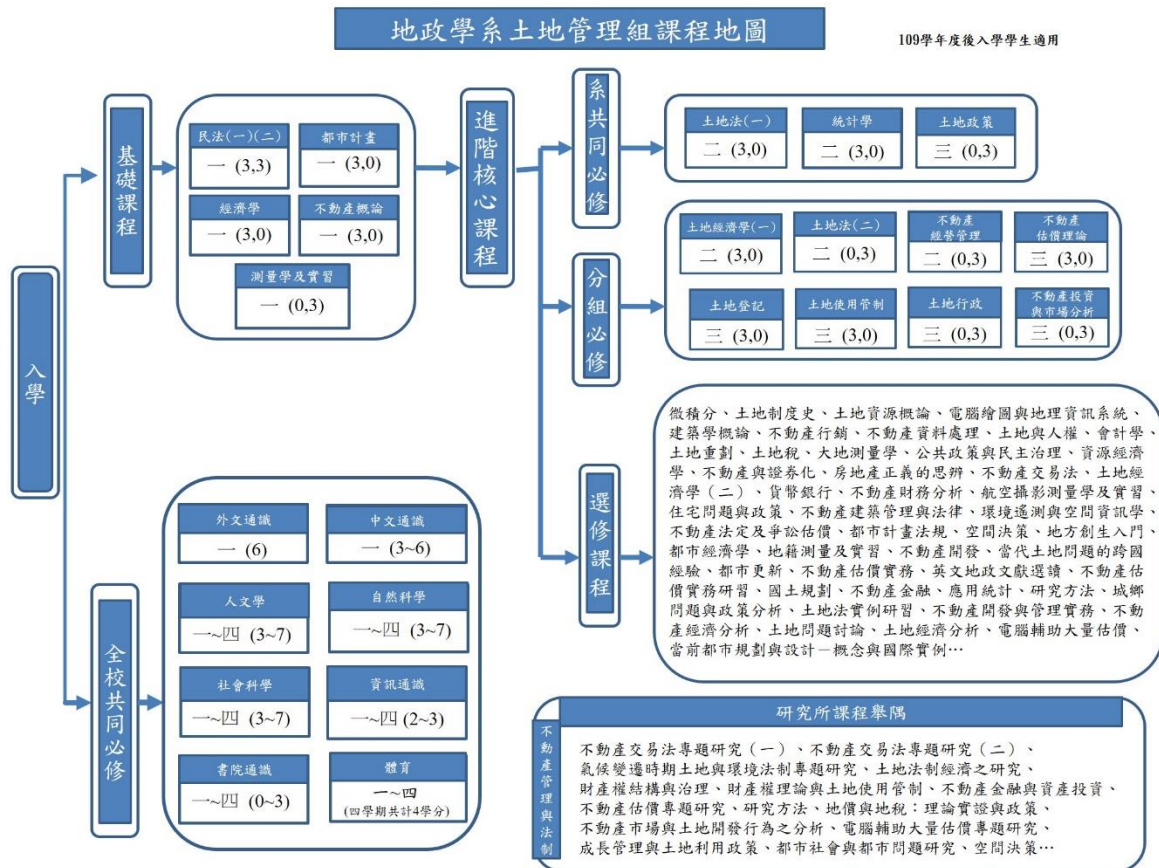 地政學系土地管理組課程地圖
109學年度後入學學生適用
入學
基礎課程
民法(一)(二)
一 (3,3)
都市計畫
一 (3,0)
經濟學
一 (3,0)
不動產概論
一 (3,0)
測量學及實習
一 (0,3)
進階核心課程
系共同必修
土地法(一)
二 (3,0)
統計學
二 (3,0)
土地政策
三 (0,3)
分組必修
土地經濟學(一)
二 (3,0)
土地法(二)
二 (0,3)
不動產
經營管理
二 (0,3)
不動產
估價理論
三 (3,0)
土地登記
三 (3,0)
土地使用管制
三 (3,0)
土地行政
三 (0,3)
不動產投資
與市場分析
三 (0,3)
選修課程
微積分、土地制度史、土地資源概論、電腦繪圖與地理資訊系統、
建築學概論、不動產行銷、不動產資料處理、土地與人權、會計學、
土地重劃、土地稅、大地測量學、公共政策與民主治理、資源經濟
學、不動產與證券化、房地產正義的思辨、不動產交易法、土地經
濟學（二）、貨幣銀行、不動產財務分析、航空攝影測量學及實習、
住宅問題與政策、不動產建築管理與法律、環境遙測與空間資訊學、
不動產法定及爭訟估價、都市計畫法規、空間決策、地方創生入門、
都市經濟學、地籍測量及實習、不動產開發、當代土地問題的跨國
經驗、都市更新、不動產估價實務、英文地政文獻選讀、不動產估
價實務研習、國土規劃、不動產金融、應用統計、研究方法、城鄉
問題與政策分析、土地法實例研習、不動產開發與管理實務、不動
產經濟分析、土地問題討論、土地經濟分析、電腦輔助大量估價、
當前都市規劃與設計－概念與國際實例…
全校共同必修
外文通識
一 (6)
中文通識
一 (3~6)
人文學
一~四 (3~7)
自然科學
一~四 (3~7)
社會科學
一~四 (3~7)
資訊通識
一~四 (2~3)
書院通識
一~四 (0~3)
體育
一~四
(四學期共計4學分)
不動產管理與法制
研究所課程舉隅
不動產交易法專題研究（一）、不動產交易法專題研究（二）、
氣候變遷時期土地與環境法制專題研究、土地法制經濟之研究、
財產權結構與治理、財產權理論與土地使用管制、不動產金融與資產投資、
不動產估價專題研究、研究方法、地價與地稅：理論實證與政策、
不動產市場與土地開發行為之分析、電腦輔助大量估價專題研究、
成長管理與土地利用政策、都市社會與都市問題研究、空間決策…